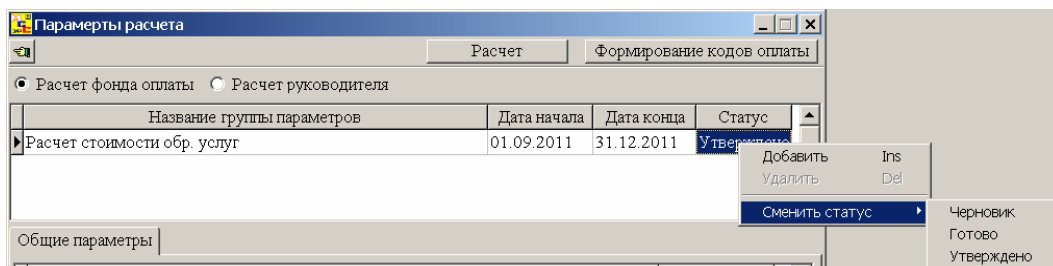 Парамерты расчета
Расчет Формирование кодов оплаты
Расчет фонда оплаты Расчет руководителя
Название группы параметров Дата начала Дата конца Статус
Расчет стоимости обр. услуг 01.09.2011 31.12.2011 Утверждено
Добавить Ins
Удалить Del
Сменить статус Черновик
Готово
Общие параметры
Утверждено